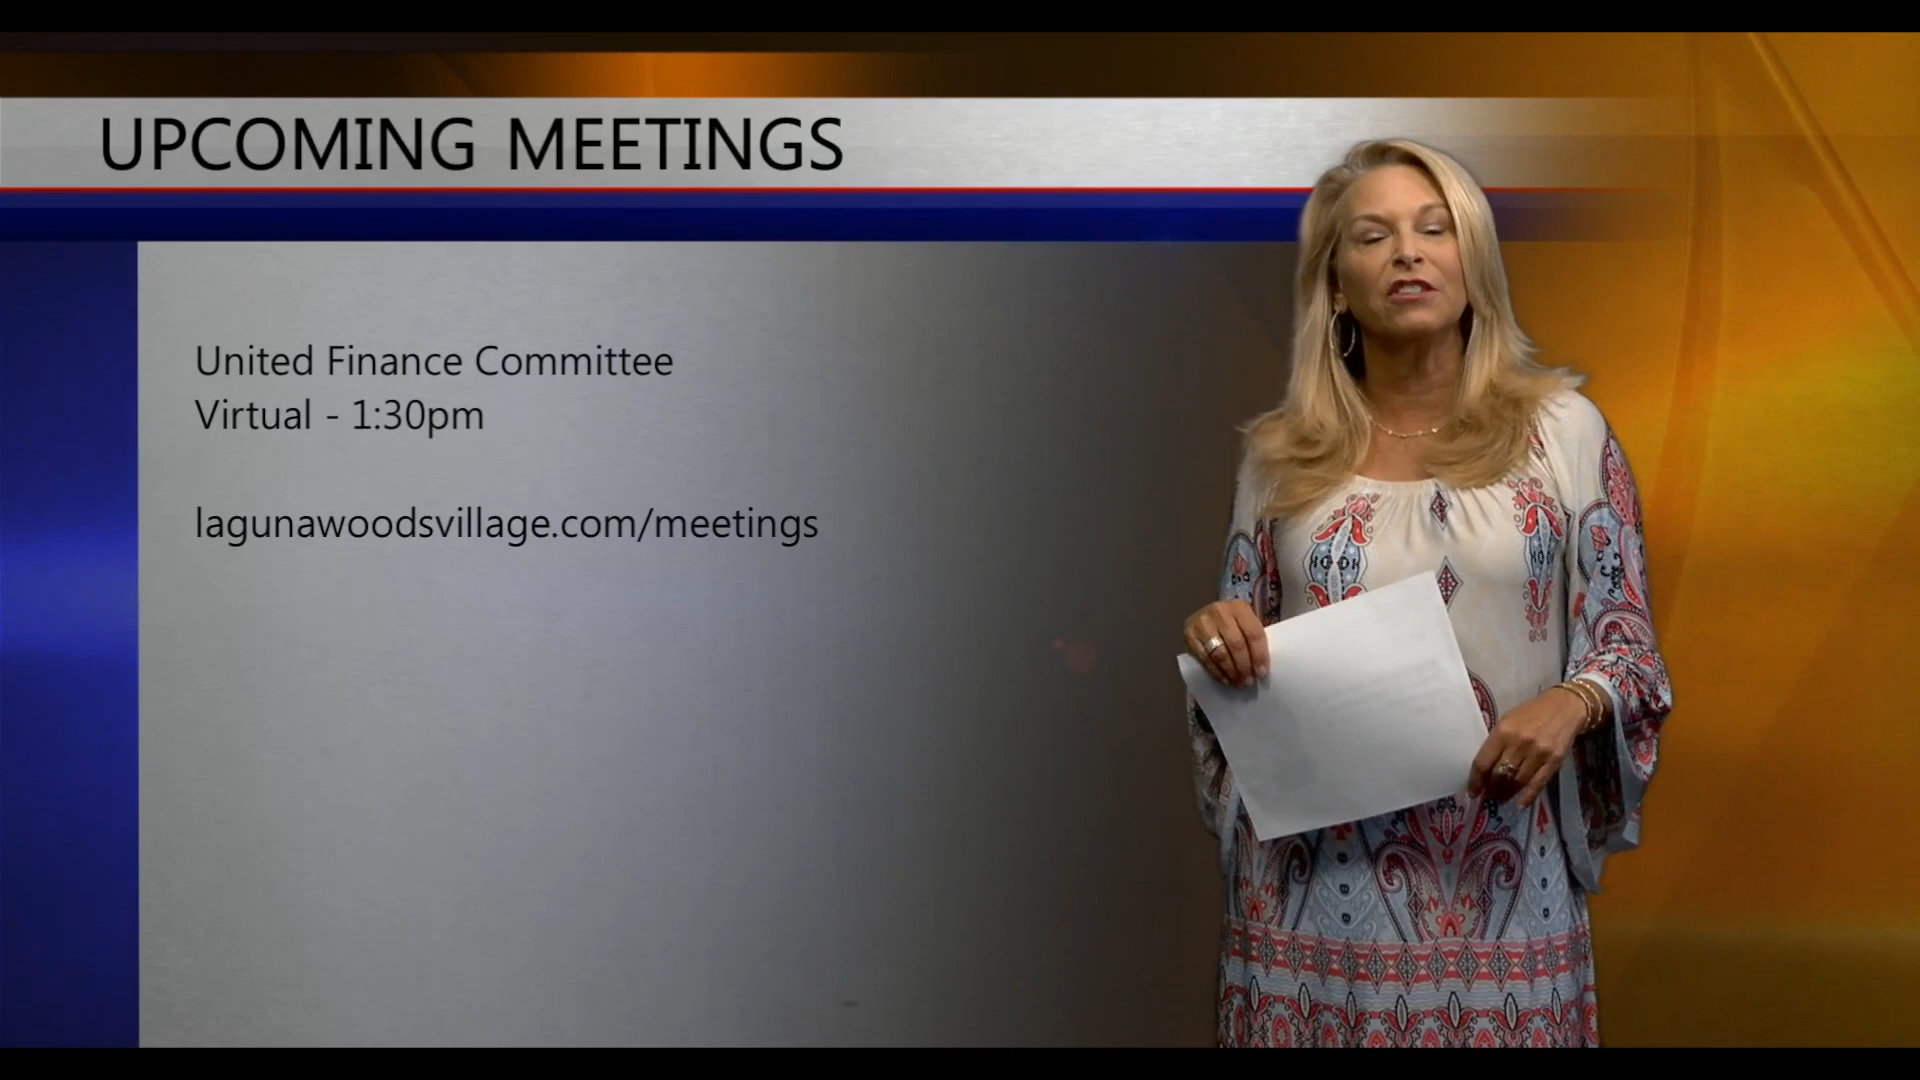 UPCOMING MEETINGS
United Finance Committee
Virtual - 1:30pm
lagunawoodsvillage.com/meetings